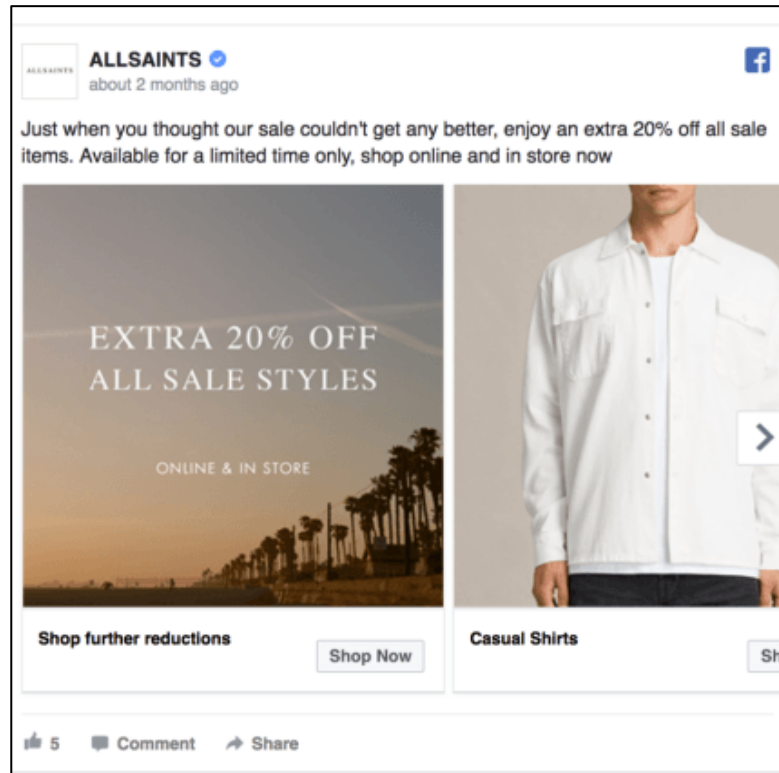 ALLSAINTS
ALLSAINTS
about 2 months ago
Just when you thought our sale couldn't get any better, enjoy an extra 20% off all sale
items. Available for a limited time only, shop online and in store now
EXTRA 20% OFF
ALL SALE STYLES
ONLINE & IN STORE
Shop further reductions
Shop Now
Casual Shirts
Sh
5
Comment
Share